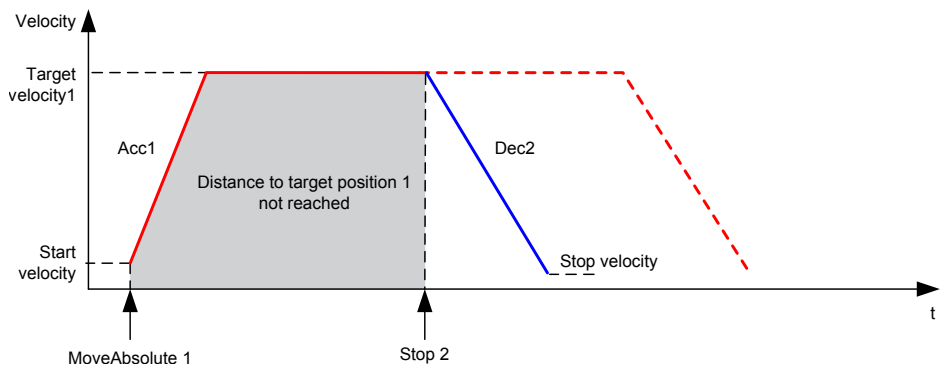 Velocity
Target
velocity1
Acc1
Dec2
Distance to target position 1
not reached
Start
velocity
Stop velocity
t
MoveAbsolute 1
Stop 2